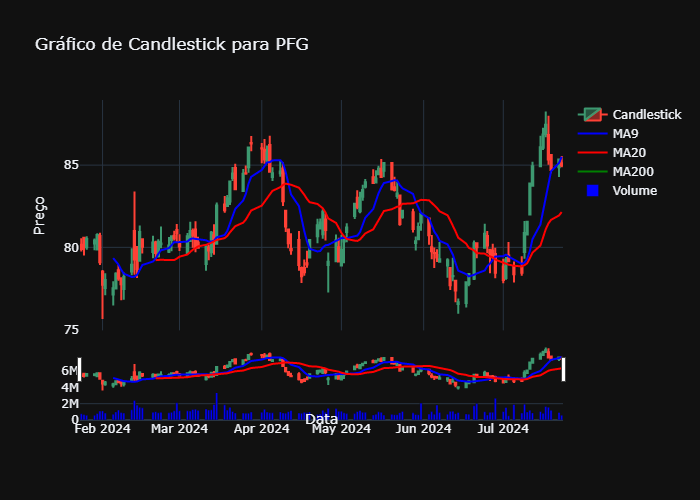 Gráfico de Candlestick para PFG
Candlestick
MA9
MA20
MA200
Volume
Preço
85
80
75
6M
4M
2M
0
Data
Feb 2024
Mar 2024
Apr 2024
May 2024
Jun 2024
Jul 2024